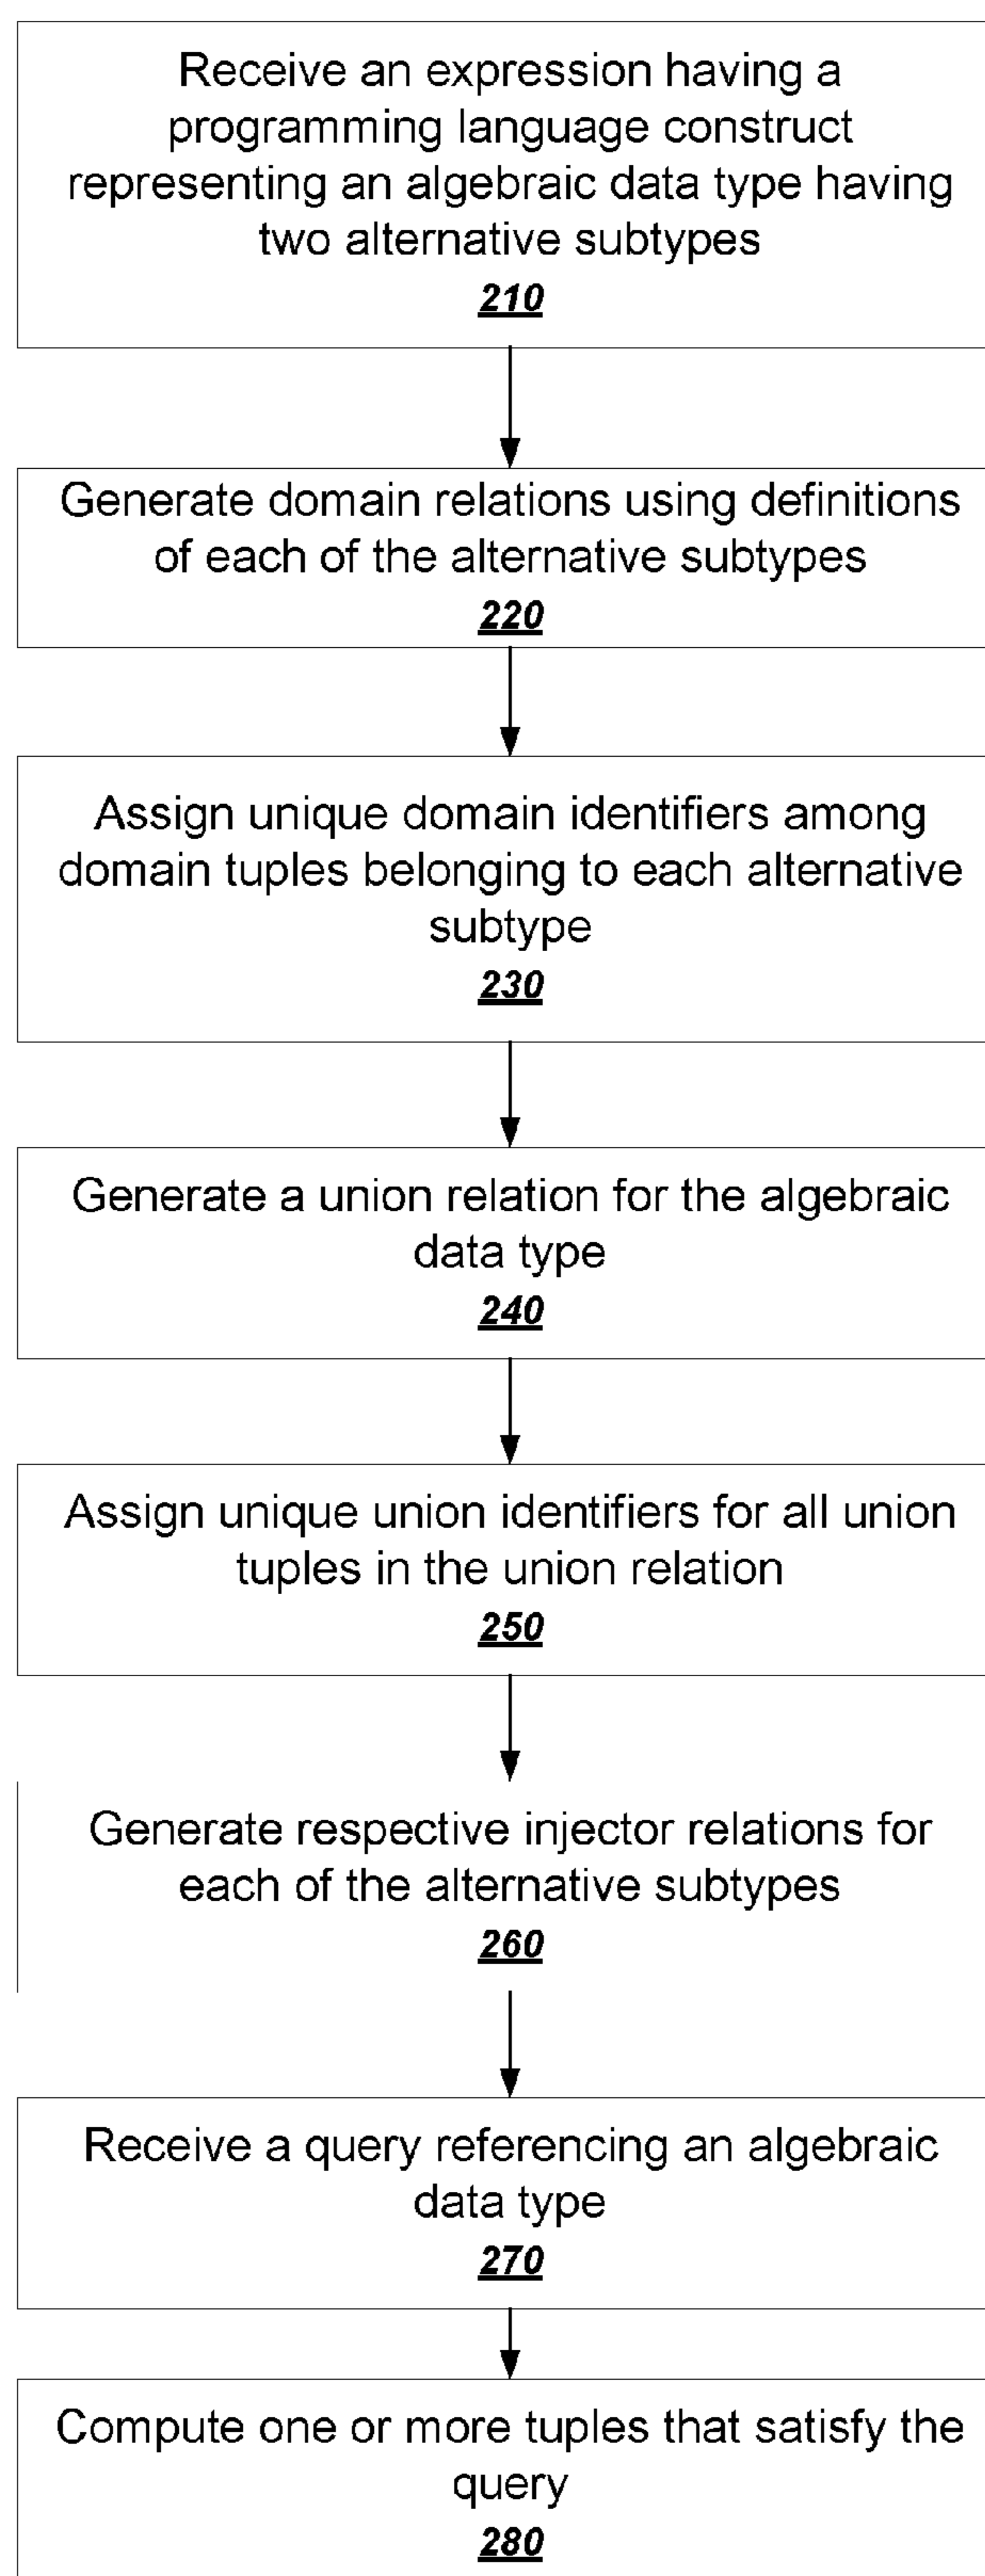 Receive an expression having a
programming language construct
representing an algebraic data type having
two alternative subtypes
210
Generate domain relations using definitions
of each of the alternative subtypes
220
Assign unique domain identifiers among
domain tuples belonging to each alternative
subtype
230
Generate a union relation for the algebraic
data type
240
Assign unique union identifiers for all union
tuples in the union relation
250
Generate respective injector relations for
each of the alternative subtypes
260
Receive a query referencing an algebraic
data type
270
Compute one or more tuples that satisfy the
query
280